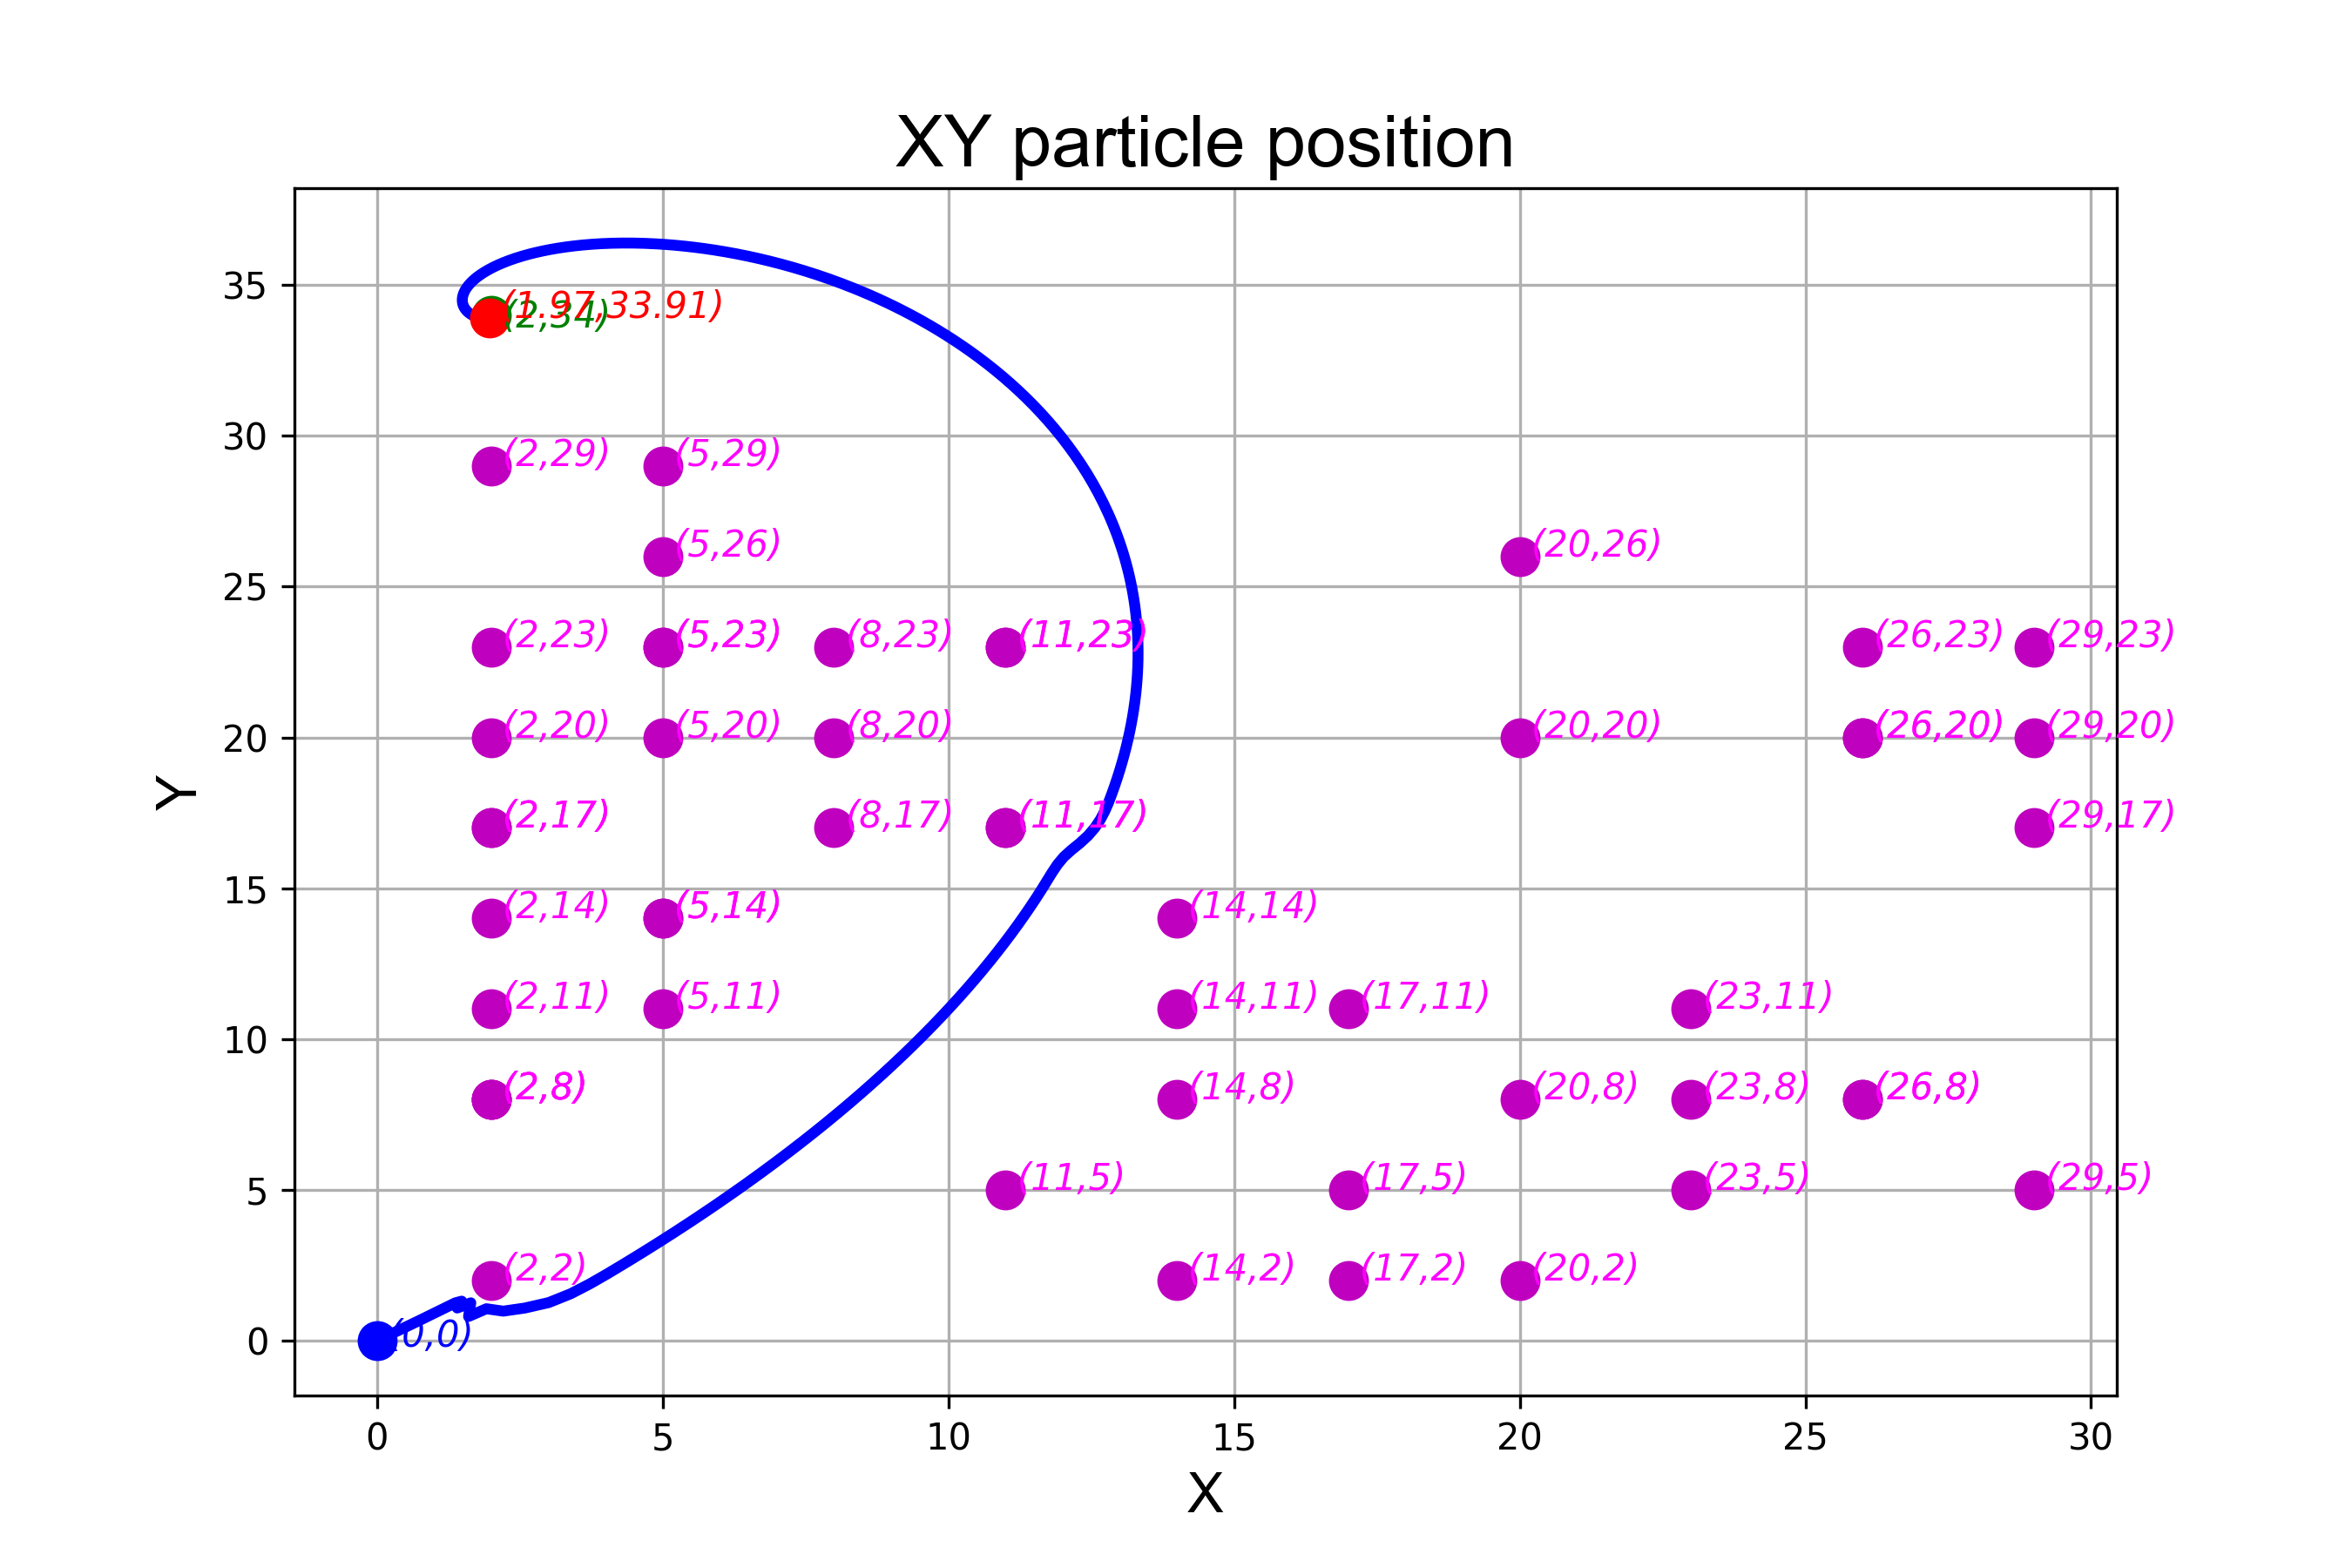 XY particle position
35
(1.97,33.91)
(2,34)
30
(2,29) (5,29)
(5,26) (20,26)
25
(2,23) (5,23) (8,23) (11,23) (26,23) (29,23)
20 (2,20) (5,20) (8,20) (20,20) (26,20) (29,20)
Y
(2,17) (8,17) (11,17) (29,17)
15
(2,14) (5,14) (14,14)
(2,11) (5,11) (14,11) (17,11) (23,11)
10
(2,8) (14,8) (20,8) (23,8) (26,8)
5 (11,5) (17,5) (23,5) (29,5)
(2,2) (14,2) (17,2) (20,2)
0 (0,0)
0 5 10 15 20 25 30
X